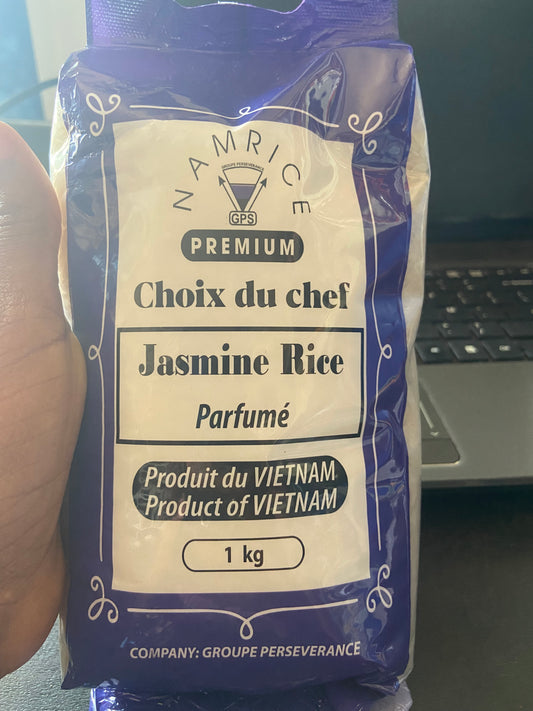 NAMRICE
GROUPE PERSEVERANCE
GPS
PREMIUM
Choix du chef
Jasmine Rice
Parfumé
Produit du VIETNAM
Product of VIETNAM
1 kg
COMPANY: GROUPE PERSEVERANCE